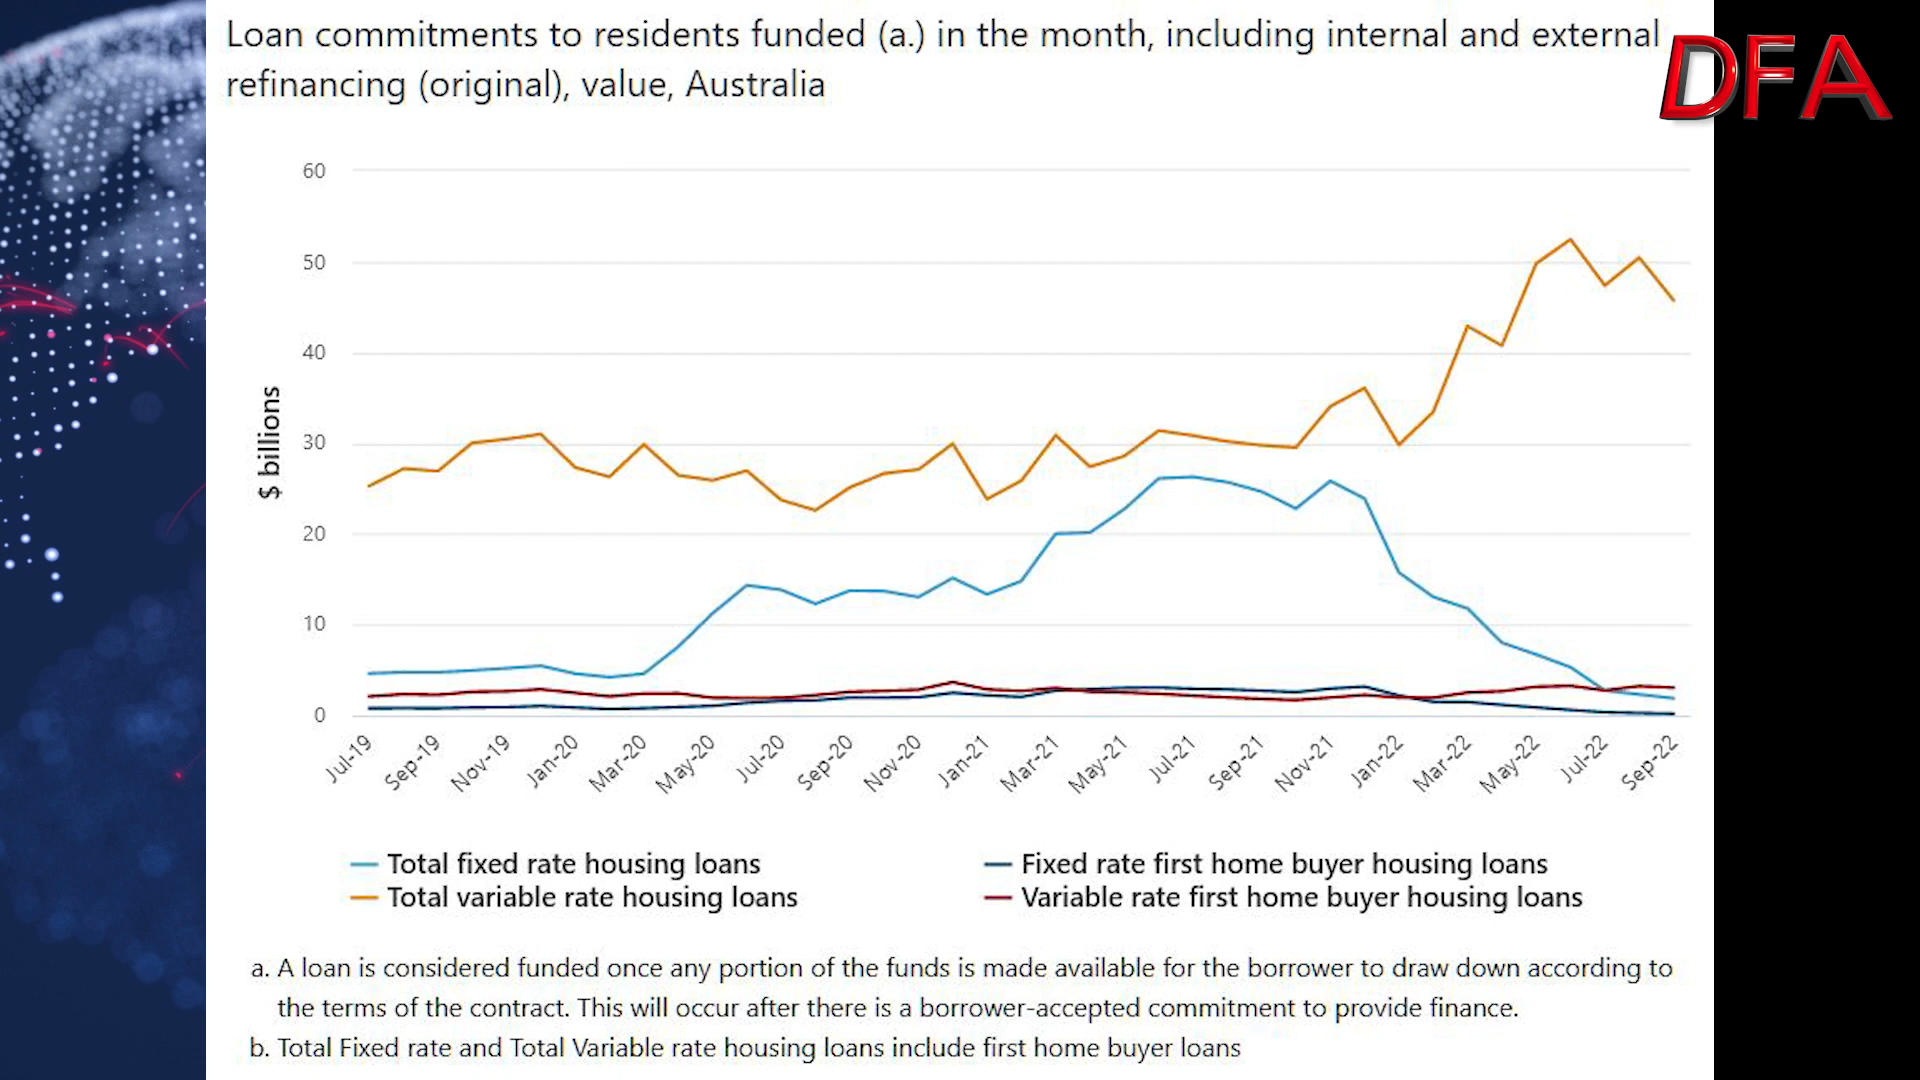 Loan commitments to residents funded (a.) in the month, including internal and external
refinancing (original), value, Australia
DFA
60
50
40
30
20
10
0
$ billions
Jul-19
Sep-19
Nov-19
Jan-20
Mar-20
May-20
Jul-20
Sep-20
Nov-20
Jan-21
Mar-21
May-21
Jul-21
Sep-21
Nov-21
Jan-22
Mar-22
May-22
Jul-22
Sep-22
Total fixed rate housing loans
Fixed rate first home buyer housing loans
Total variable rate housing loans
Variable rate first home buyer housing loans
a. A loan is considered funded once any portion of the funds is made available for the borrower to draw down according to
the terms of the contract. This will occur after there is a borrower-accepted commitment to provide finance.
b. Total Fixed rate and Total Variable rate housing loans include first home buyer loans